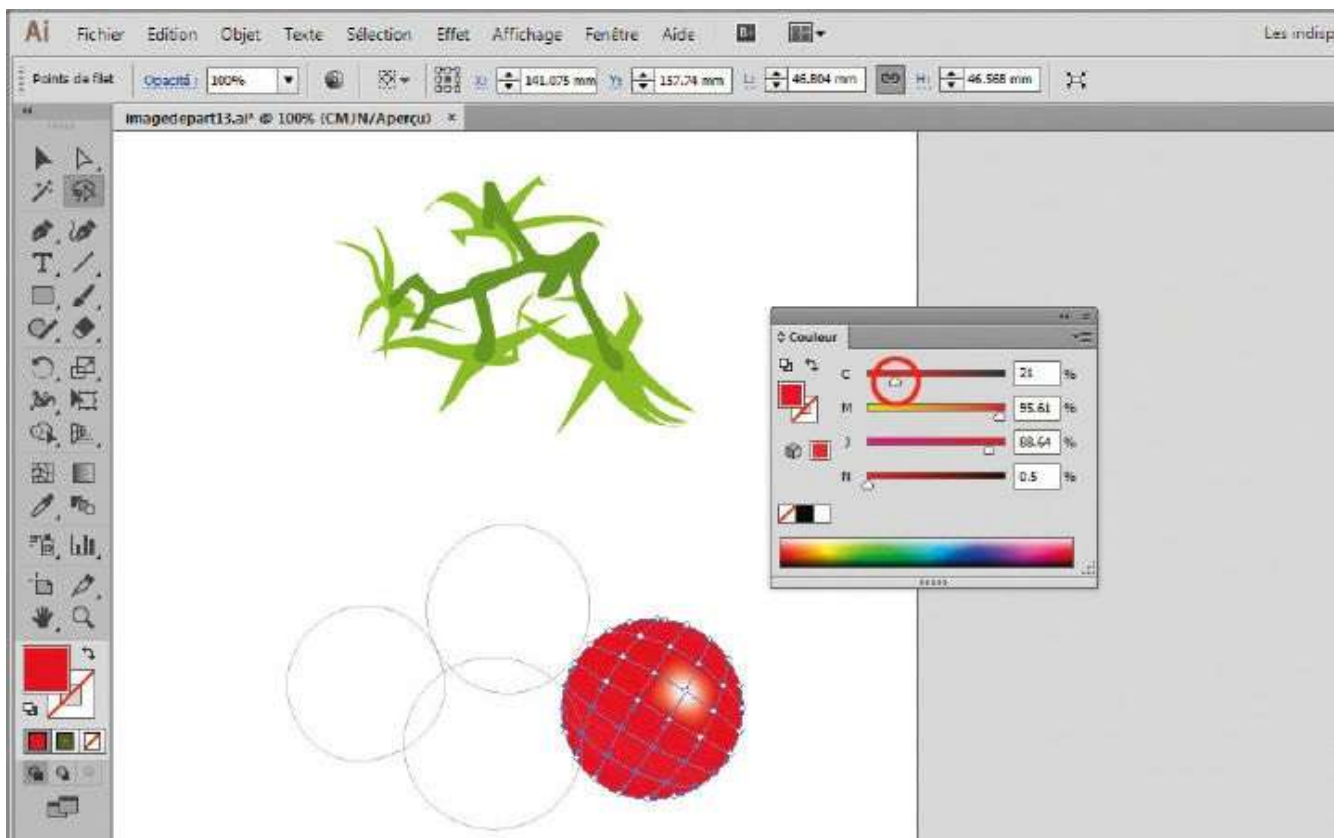 Ai Fichier Edition Objet Texte Sélection Effet Affichage Fenêtre Aide Br Les indisp
Points de filet Opacité : 100% X: 141.075 mm Y: 157.74 mm L: 46.804 mm H: 46.568 mm
imagedepart13.ai* @ 100% (CMJN/Aperçu) ×
Couleur
C 21 %
M 95.61 %
J 88.64 %
N 0.5 %
T